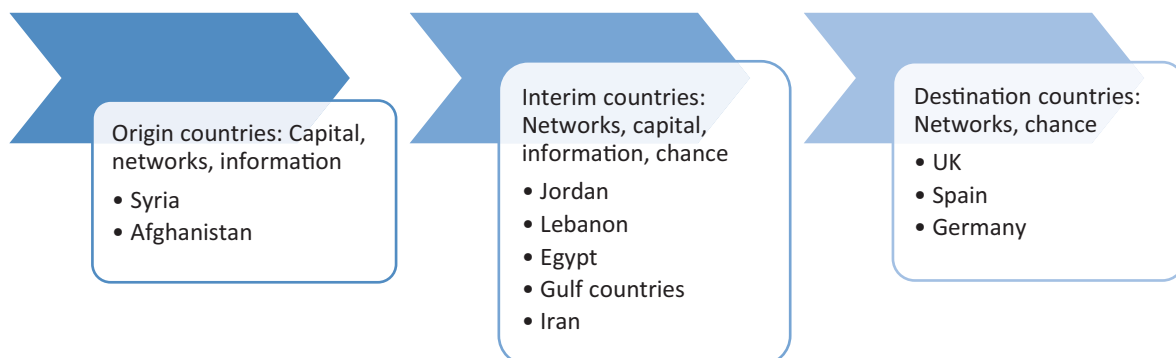 Origin countries: Capital,
networks, information
• Syria
• Afghanistan
Interim countries:
Networks, capital,
information, chance
• Jordan
• Lebanon
• Egypt
• Gulf countries
• Iran
Destination countries:
Networks, chance
• UK
• Spain
• Germany